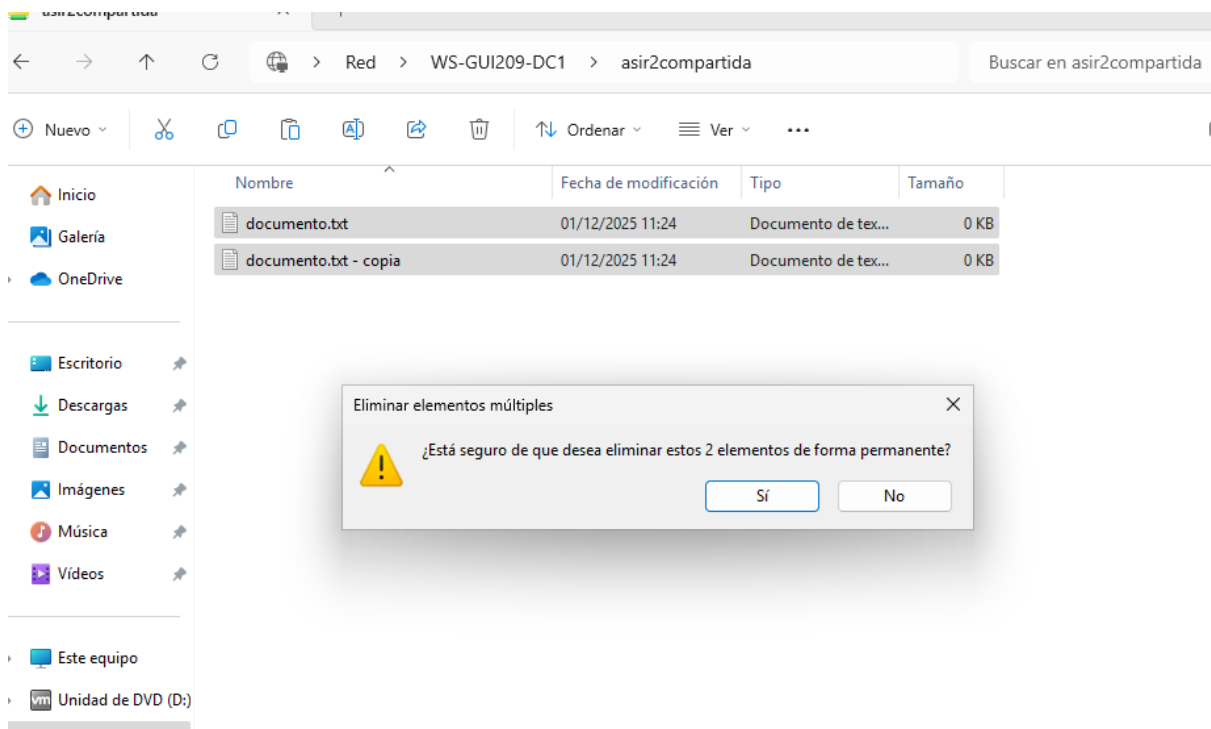 asir2compartida
Red > WS-GUI209-DC1 > asir2compartida
Buscar en asir2compartida
Nuevo
Ordenar
Ver
Nombre
Fecha de modificación
Tipo
Tamaño
Inicio
Galería
OneDrive
Escritorio
Descargas
Documentos
Imágenes
Música
Vídeos
Este equipo
vm Unidad de DVD (D:)
documento.txt 01/12/2025 11:24 Documento de tex... 0 KB
documento.txt - copia 01/12/2025 11:24 Documento de tex... 0 KB
Eliminar elementos múltiples
¿Está seguro de que desea eliminar estos 2 elementos de forma permanente?
Sí
No